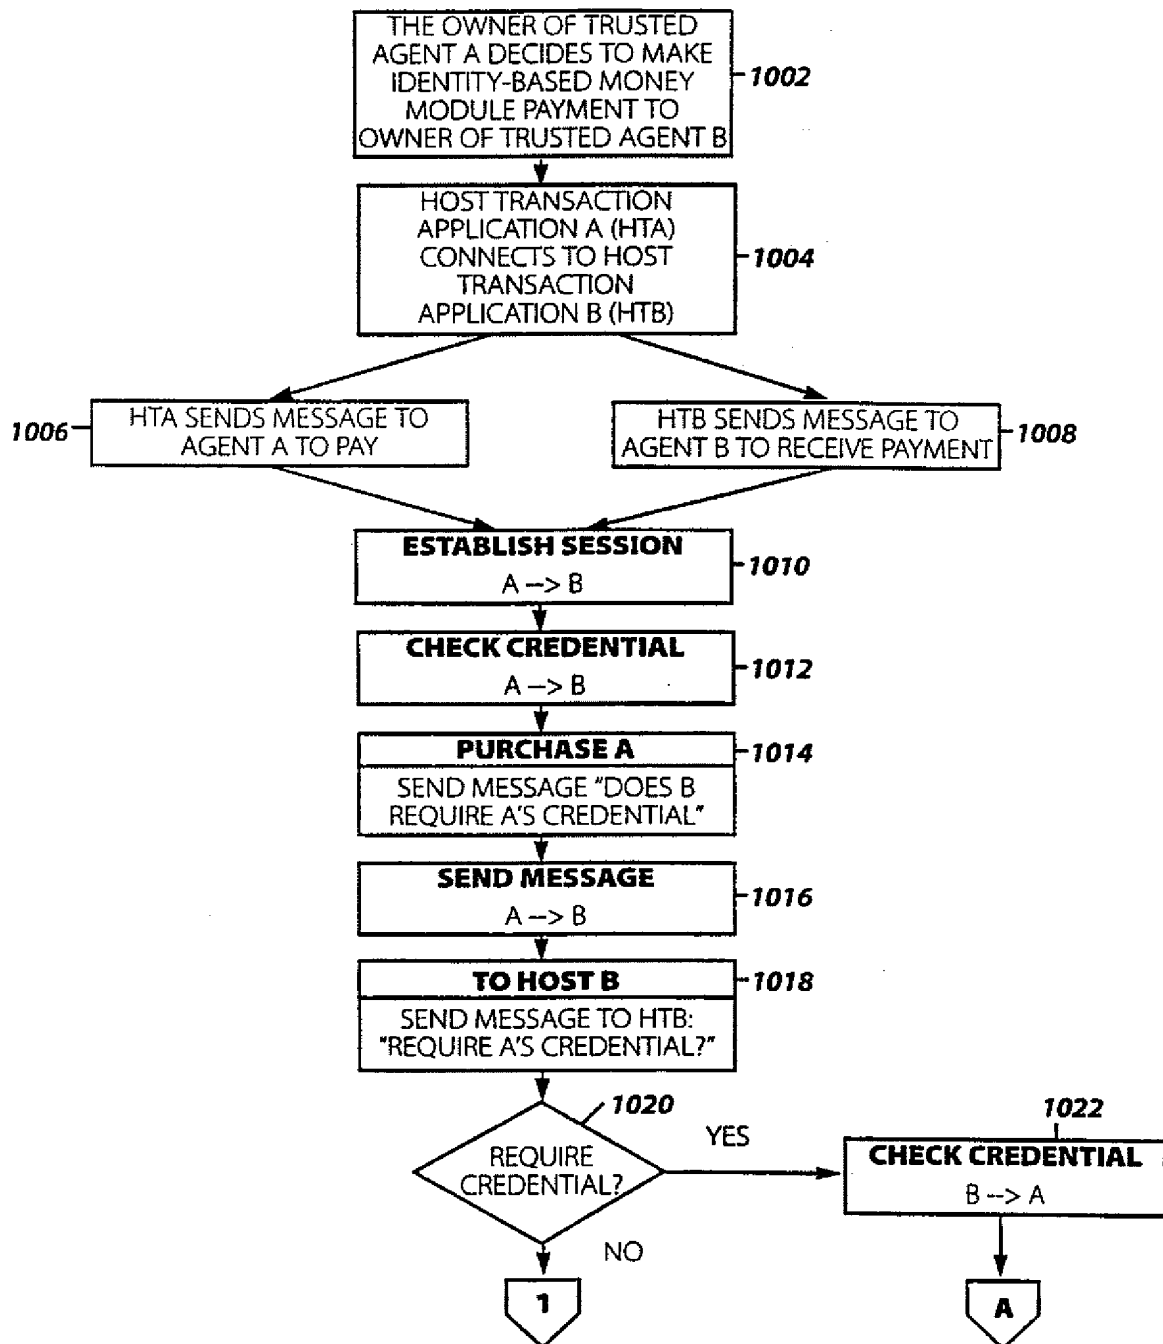 THE OWNER OF TRUSTED
AGENT A DECIDES TO MAKE
IDENTITY-BASED MONEY
MODULE PAYMENT TO
OWNER OF TRUSTED AGENT B
1002
HOST TRANSACTION
APPLICATION A (HTA)
CONNECTS TO HOST
TRANSACTION
APPLICATION B (HTB)
1004
1006
HTA SENDS MESSAGE TO
AGENT A TO PAY
HTB SENDS MESSAGE TO
AGENT B TO RECEIVE PAYMENT
1008
ESTABLISH SESSION
A --> B
1010
CHECK CREDENTIAL
A --> B
1012
PURCHASE A
1014
SEND MESSAGE "DOES B
REQUIRE A'S CREDENTIAL"
SEND MESSAGE
A --> B
1016
TO HOST B
1018
SEND MESSAGE TO HTB:
"REQUIRE A'S CREDENTIAL?"
1020
REQUIRE
CREDENTIAL?
YES
1022
CHECK CREDENTIAL
B --> A
NO
1
A